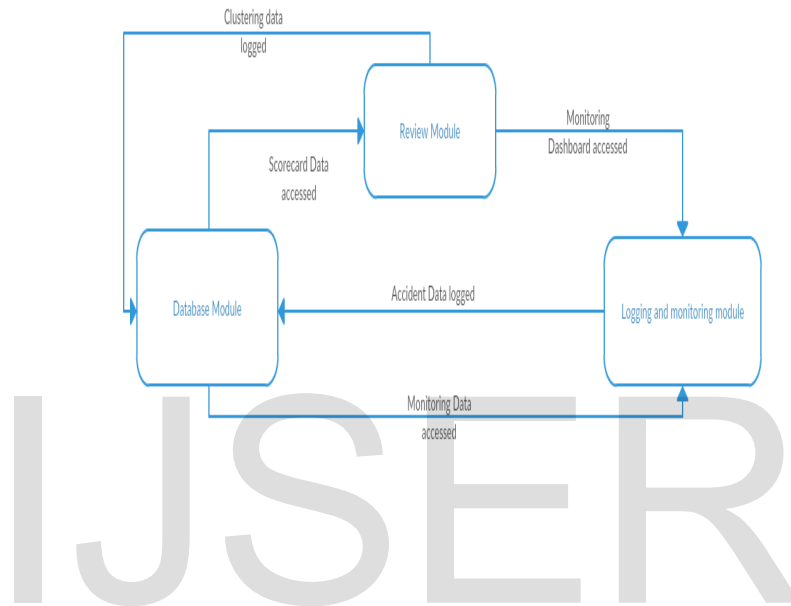 Clustering data
logged
Review Module
Monitoring
Dashboard accessed
Scorecard Data
accessed
Database Module
Accident Data logged
Logging and monitoring module
Monitoring Data
accessed
IJSER